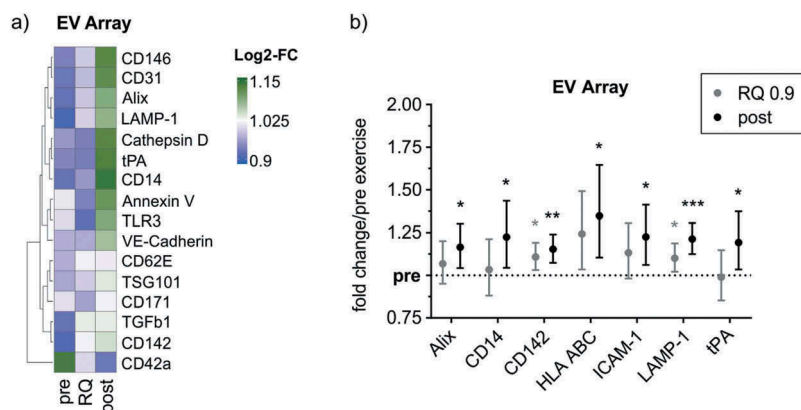 a)
EV Array
CD146
CD31
Alix
LAMP-1
Cathepsin D
tPA
CD14
Annexin V
TLR3
VE-Cadherin
CD62E
TSG101
CD171
TGFb1
CD142
CD42a
pre
RQ
post
Log2-FC
1.15
1.025
0.9
b)
EV Array
RQ 0.9
post
fold change/pre exercise
2.00
1.75
1.50
1.25
pre
0.75
*
*
*
**
*
*
*
***
*
Alix
CD14
CD142
HLA ABC
ICAM-1
LAMP-1
tPA